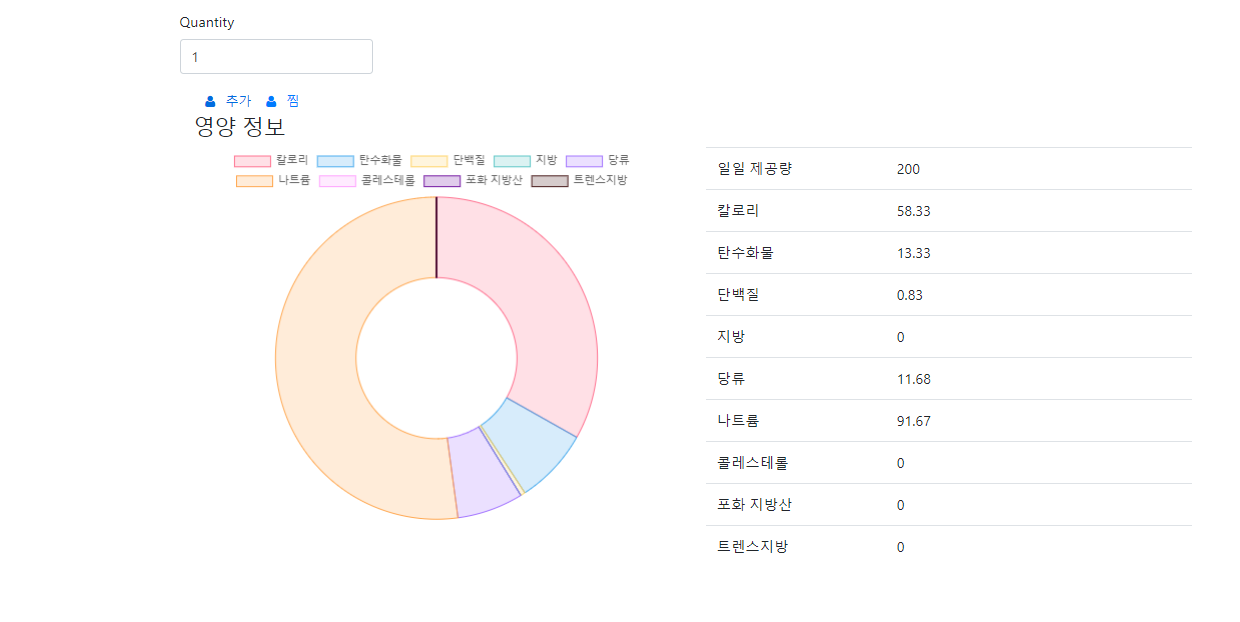 Quantity
1
추가 찜
영양 정보
칼로리 탄수화물 단백질 지방 당류
나트륨 콜레스테롤 포화 지방산 트렌스지방
일일 제공량 200
칼로리 58.33
탄수화물 13.33
단백질 0.83
지방 0
당류 11.68
나트륨 91.67
콜레스테롤 0
포화 지방산 0
트렌스지방 0